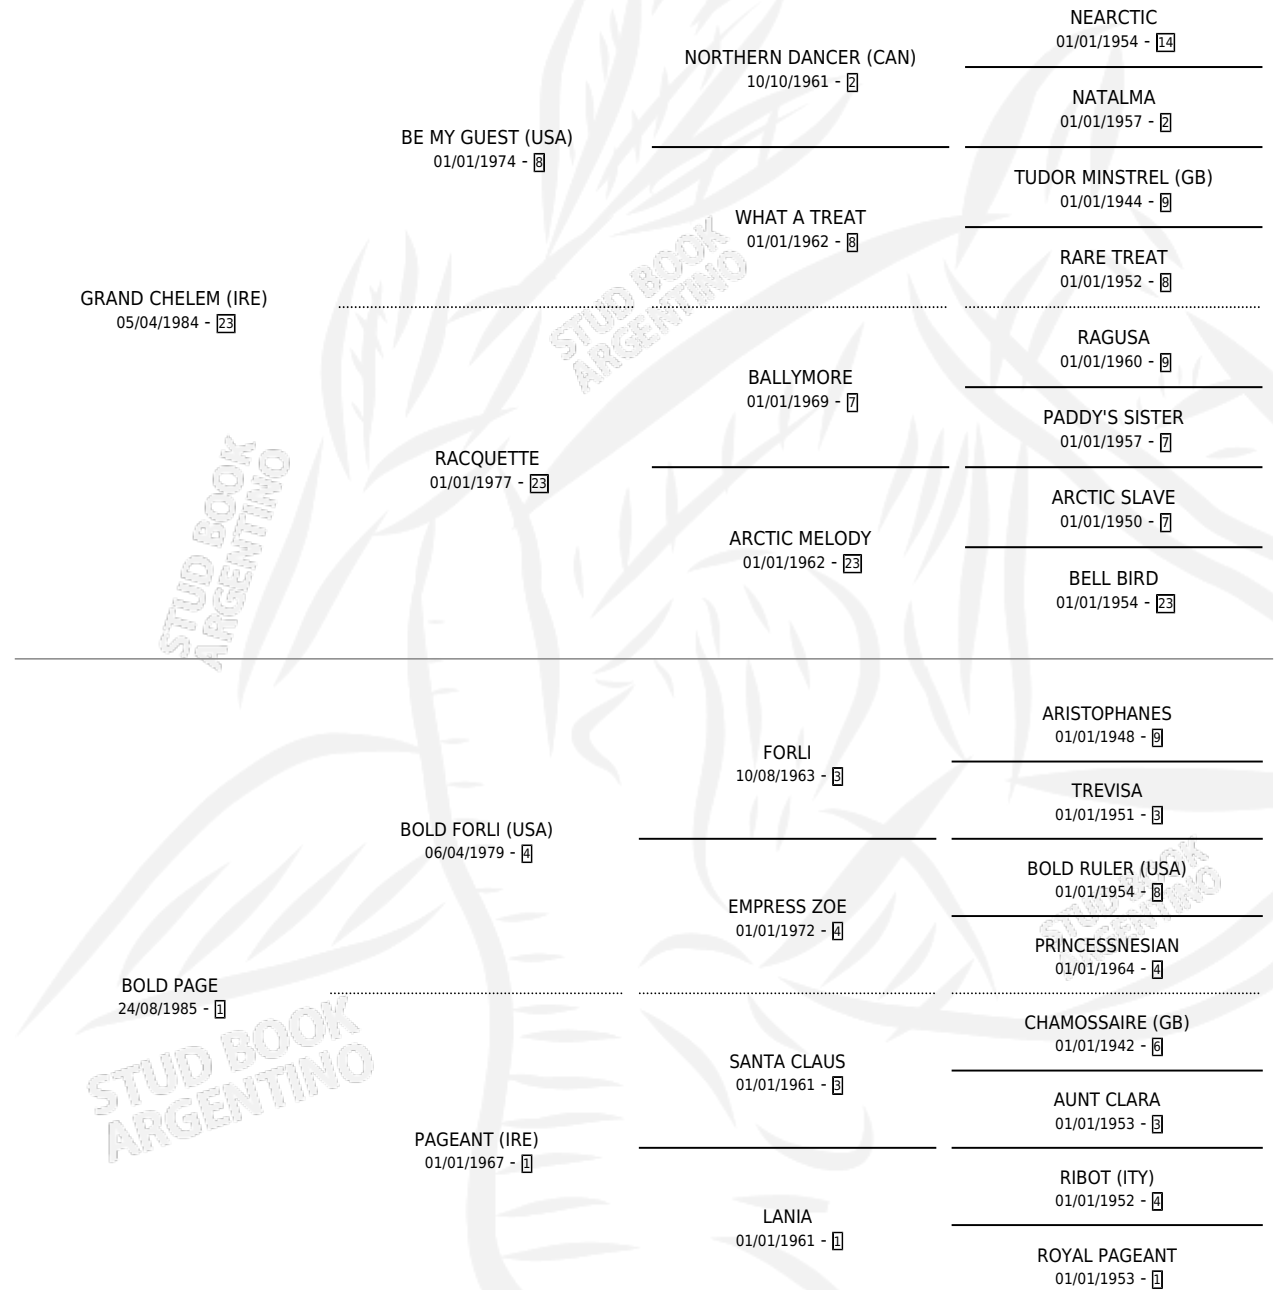 NEARCTIC
01/01/1954 - 14
NORTHERN DANCER (CAN)
10/10/1961 - 2
NATALMA
01/01/1957 - 2
BE MY GUEST (USA)
01/01/1974 - 8
TUDOR MINSTREL (GB)
01/01/1944 - 9
WHAT A TREAT
01/01/1962 - 8
RARE TREAT
01/01/1952 - 8
GRAND CHELEM (IRE)
05/04/1984 - 23
STUD BOOK
ARGENTINO
RAGUSA
01/01/1960 - 9
BALLYMORE
01/01/1969 - 7
PADDY'S SISTER
01/01/1957 - 7
RACQUETTE
01/01/1977 - 23
ARCTIC SLAVE
01/01/1950 - 7
ARCTIC MELODY
01/01/1962 - 23
BELL BIRD
01/01/1954 - 23
STUD BOOK
ARGENTINO
ARISTOPHANES
01/01/1948 - 9
FORLI
10/08/1963 - 3
TREVISA
01/01/1951 - 3
BOLD FORLI (USA)
06/04/1979 - 4
BOLD RULER (USA)
01/01/1954 - 8
STUD BOOK
ARGENTINO
EMPRESS ZOE
01/01/1972 - 4
PRINCESSNESIAN
01/01/1964 - 4
BOLD PAGE
24/08/1985 - 1
CHAMOSSAIRE (GB)
01/01/1942 - 6
STUD BOOK
ARGENTINO
SANTA CLAUS
01/01/1961 - 3
AUNT CLARA
01/01/1953 - 3
PAGEANT (IRE)
01/01/1967 - 1
RIBOT (ITY)
01/01/1952 - 4
LANIA
01/01/1961 - 1
ROYAL PAGEANT
01/01/1953 - 1